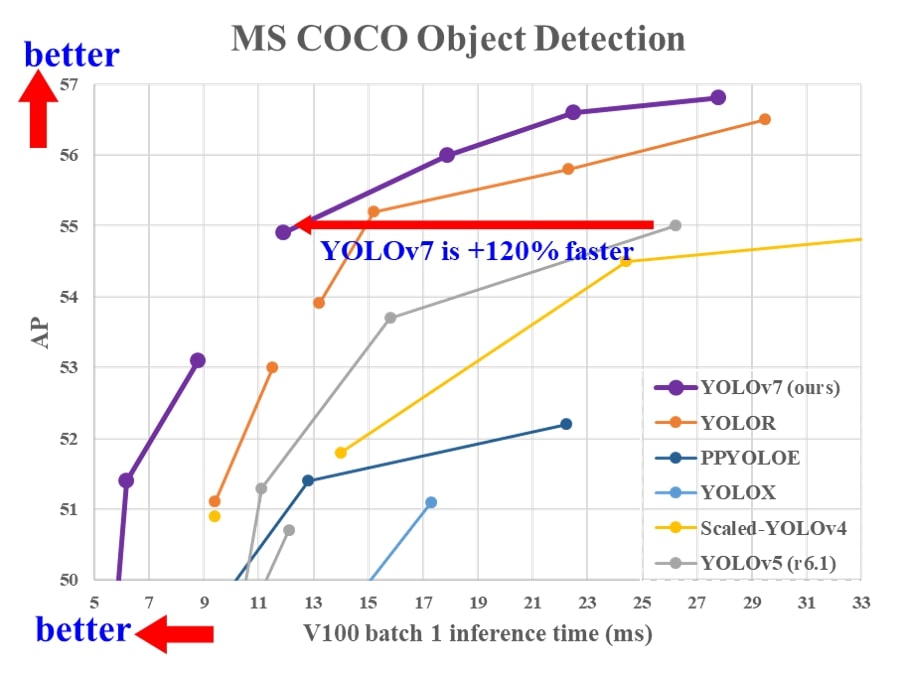 MS COCO Object Detection
better
57
56
55
54
53
52
51
50
AP
YOLOv7 is +120% faster
YOLOv7 (ours)
YOLOR
PPYOLOE
YOLOX
Scaled-YOLOv4
YOLOv5 (r6.1)
5 7 9 11 13 15 17 19 21 23 25 27 29 31 33
better
V100 batch 1 inference time (ms)